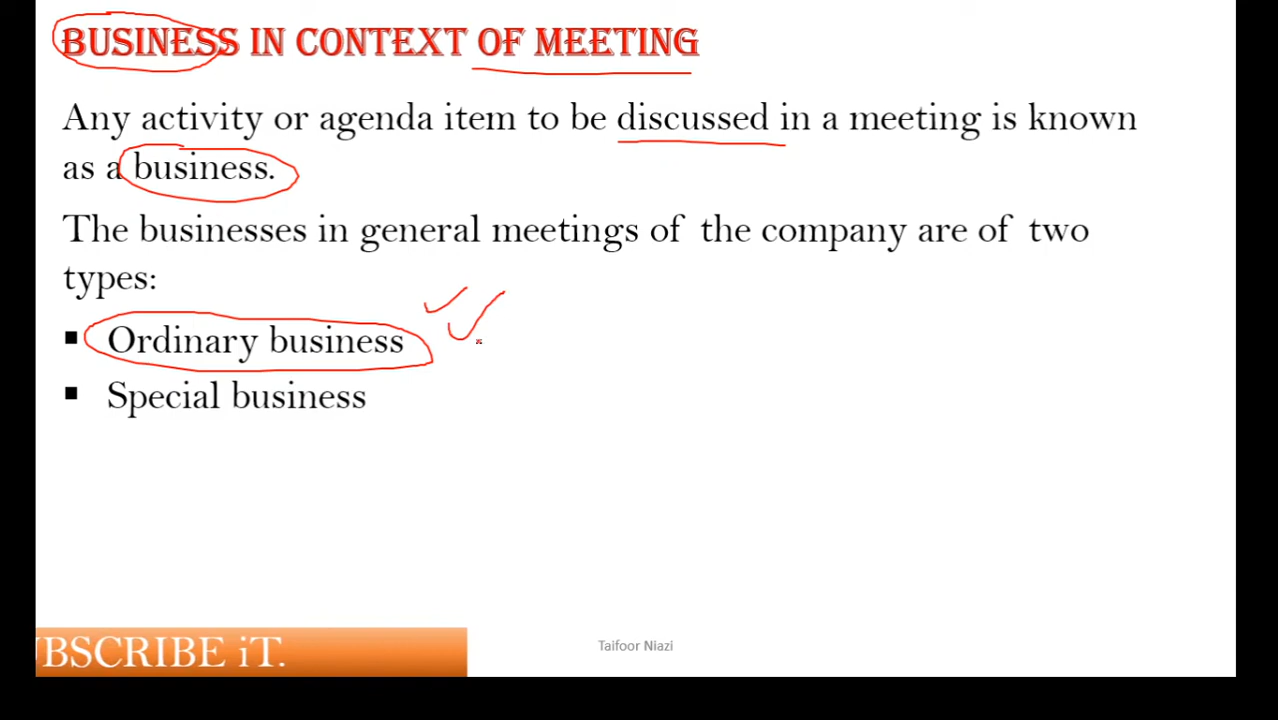 BUSINESS IN CONTEXT OF MEETING
Any activity or agenda item to be discussed in a meeting is known
as a business.
The businesses in general meetings of the company are of two
types:
▪ Ordinary business
▪ Special business
UBSCRIBE iT.
Taifoor Niazi